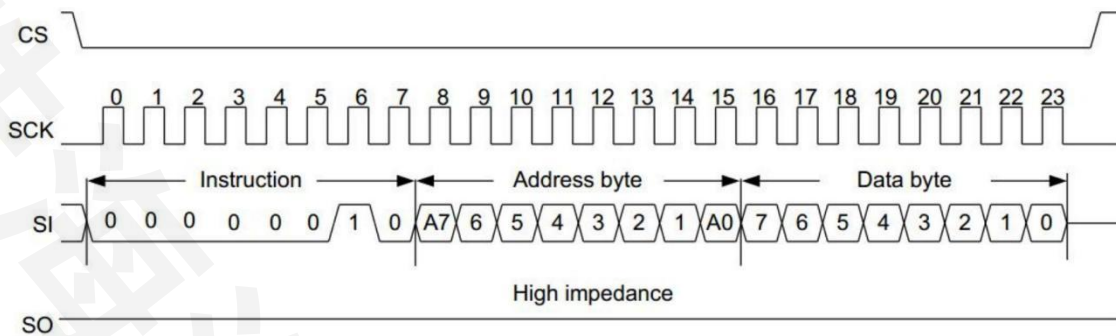 CS
0 1 2 3 4 5 6 7 8 9 10 11 12 13 14 15 16 17 18 19 20 21 22 23
SCK
Instruction Address byte Data byte
SI 0 0 0 0 0 0 1 0 A7 6 5 4 3 2 1 A0 7 6 5 4 3 2 1 0
High impedance
SO